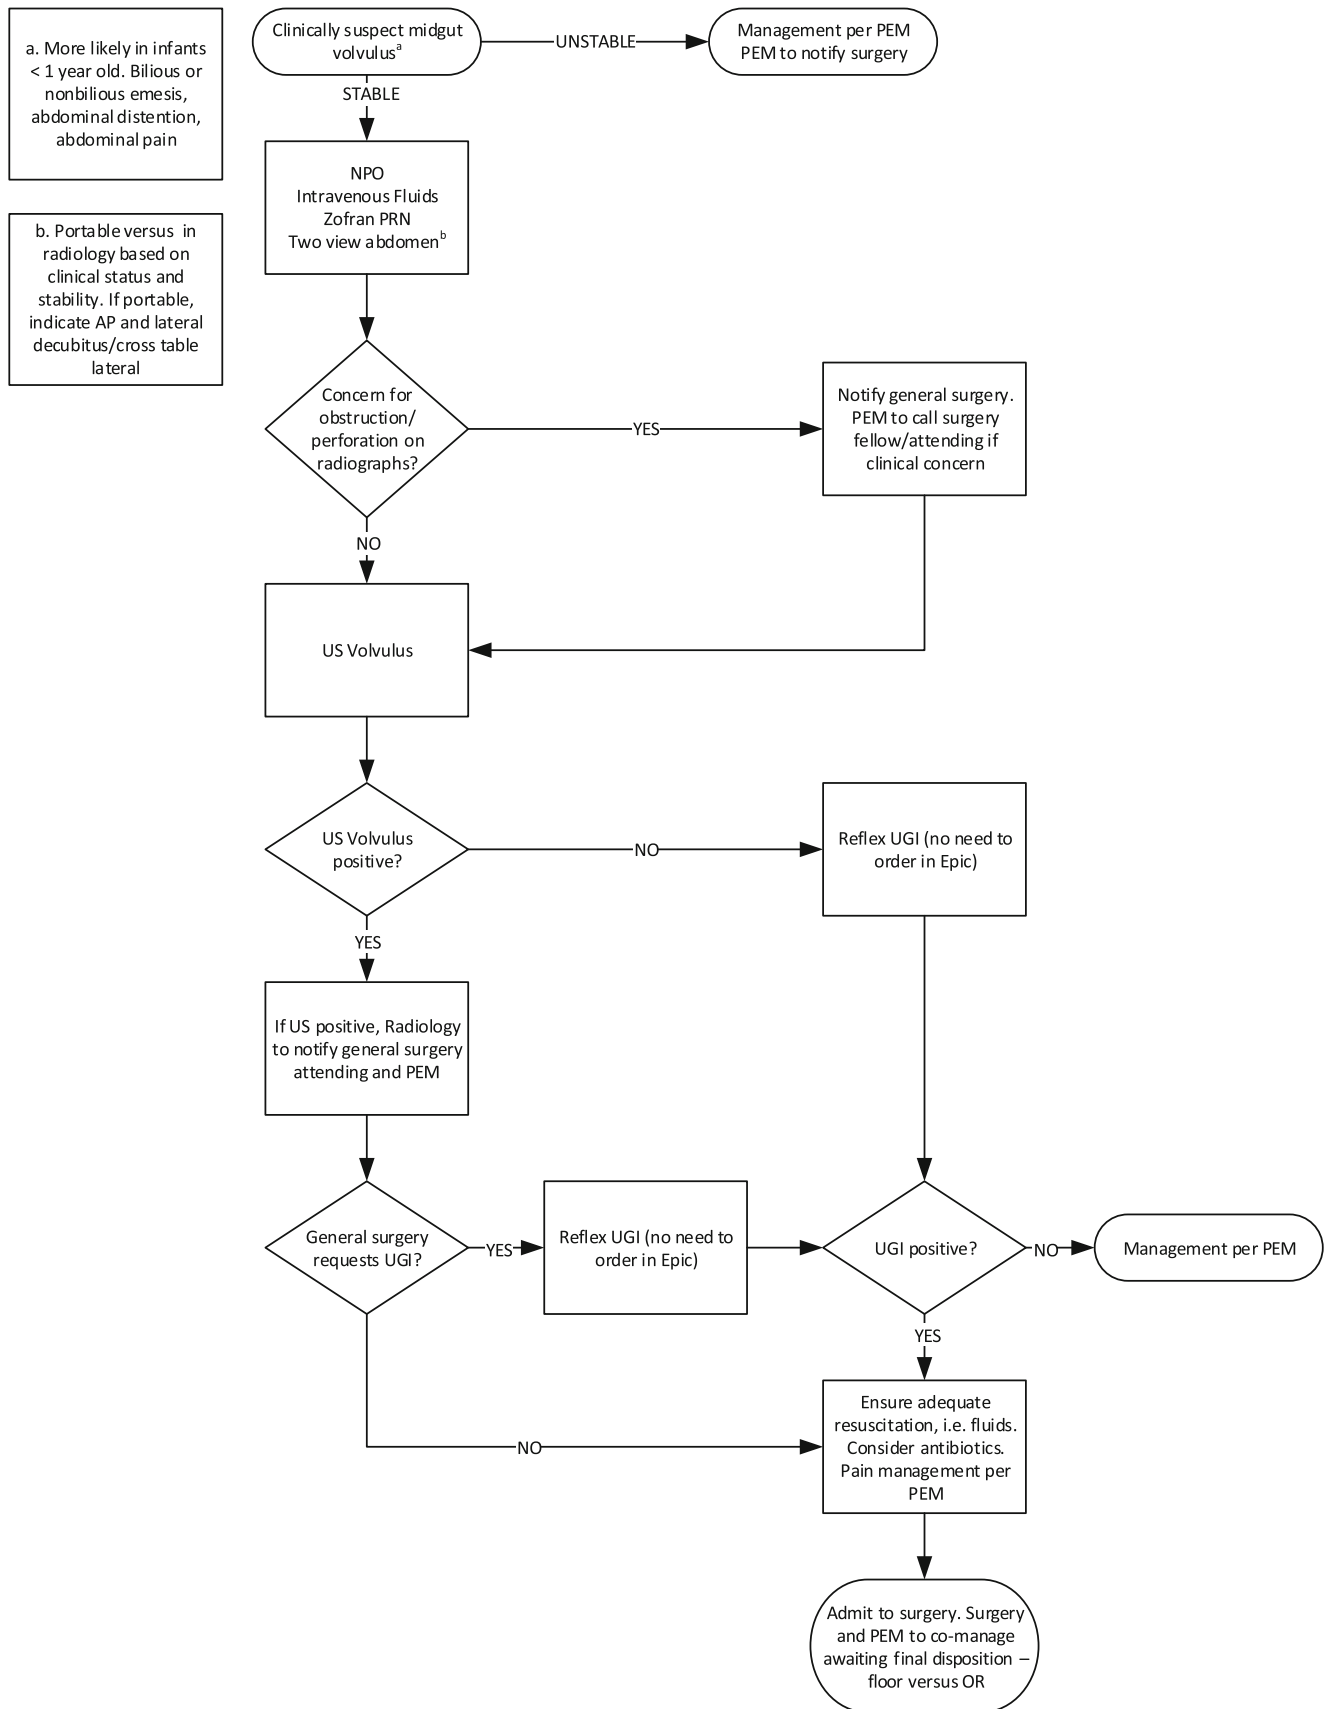 a. More likely in infants
< 1 year old. Bilious or
nonbilious emesis,
abdominal distention,
abdominal pain
b. Portable versus in
radiology based on
clinical status and
stability. If portable,
indicate AP and lateral
decubitus/cross table
lateral
Clinically suspect midgut
volvulusa
UNSTABLE
Management per PEM
PEM to notify surgery
STABLE
NPO
Intravenous Fluids
Zofran PRN
Two view abdomenb
Concern for
obstruction/
perforation on
radiographs?
YES
Notify general surgery.
PEM to call surgery
fellow/attending if
clinical concern
NO
US Volvulus
US Volvulus
positive?
NO
Reflex UGI (no need to
order in Epic)
YES
If US positive, Radiology
to notify general surgery
attending and PEM
General surgery
requests UGI?
YES
Reflex UGI (no need to
order in Epic)
UGI positive?
NO
Management per PEM
YES
NO
Ensure adequate
resuscitation, i.e. fluids.
Consider antibiotics.
Pain management per
PEM
Admit to surgery. Surgery
and PEM to co-manage
awaiting final disposition –
floor versus OR